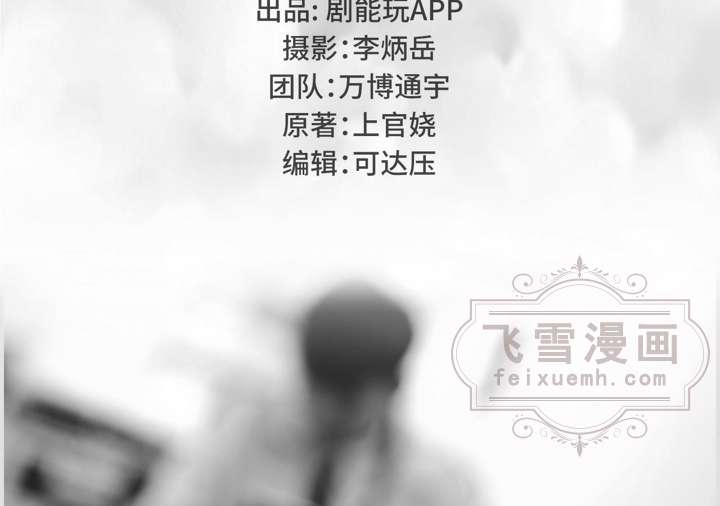 出品: 剧能玩APP
摄影:李炳岳
团队:万博通宇
原著:上官娆
编辑:可达压
飞雪漫画
feixuemh.com